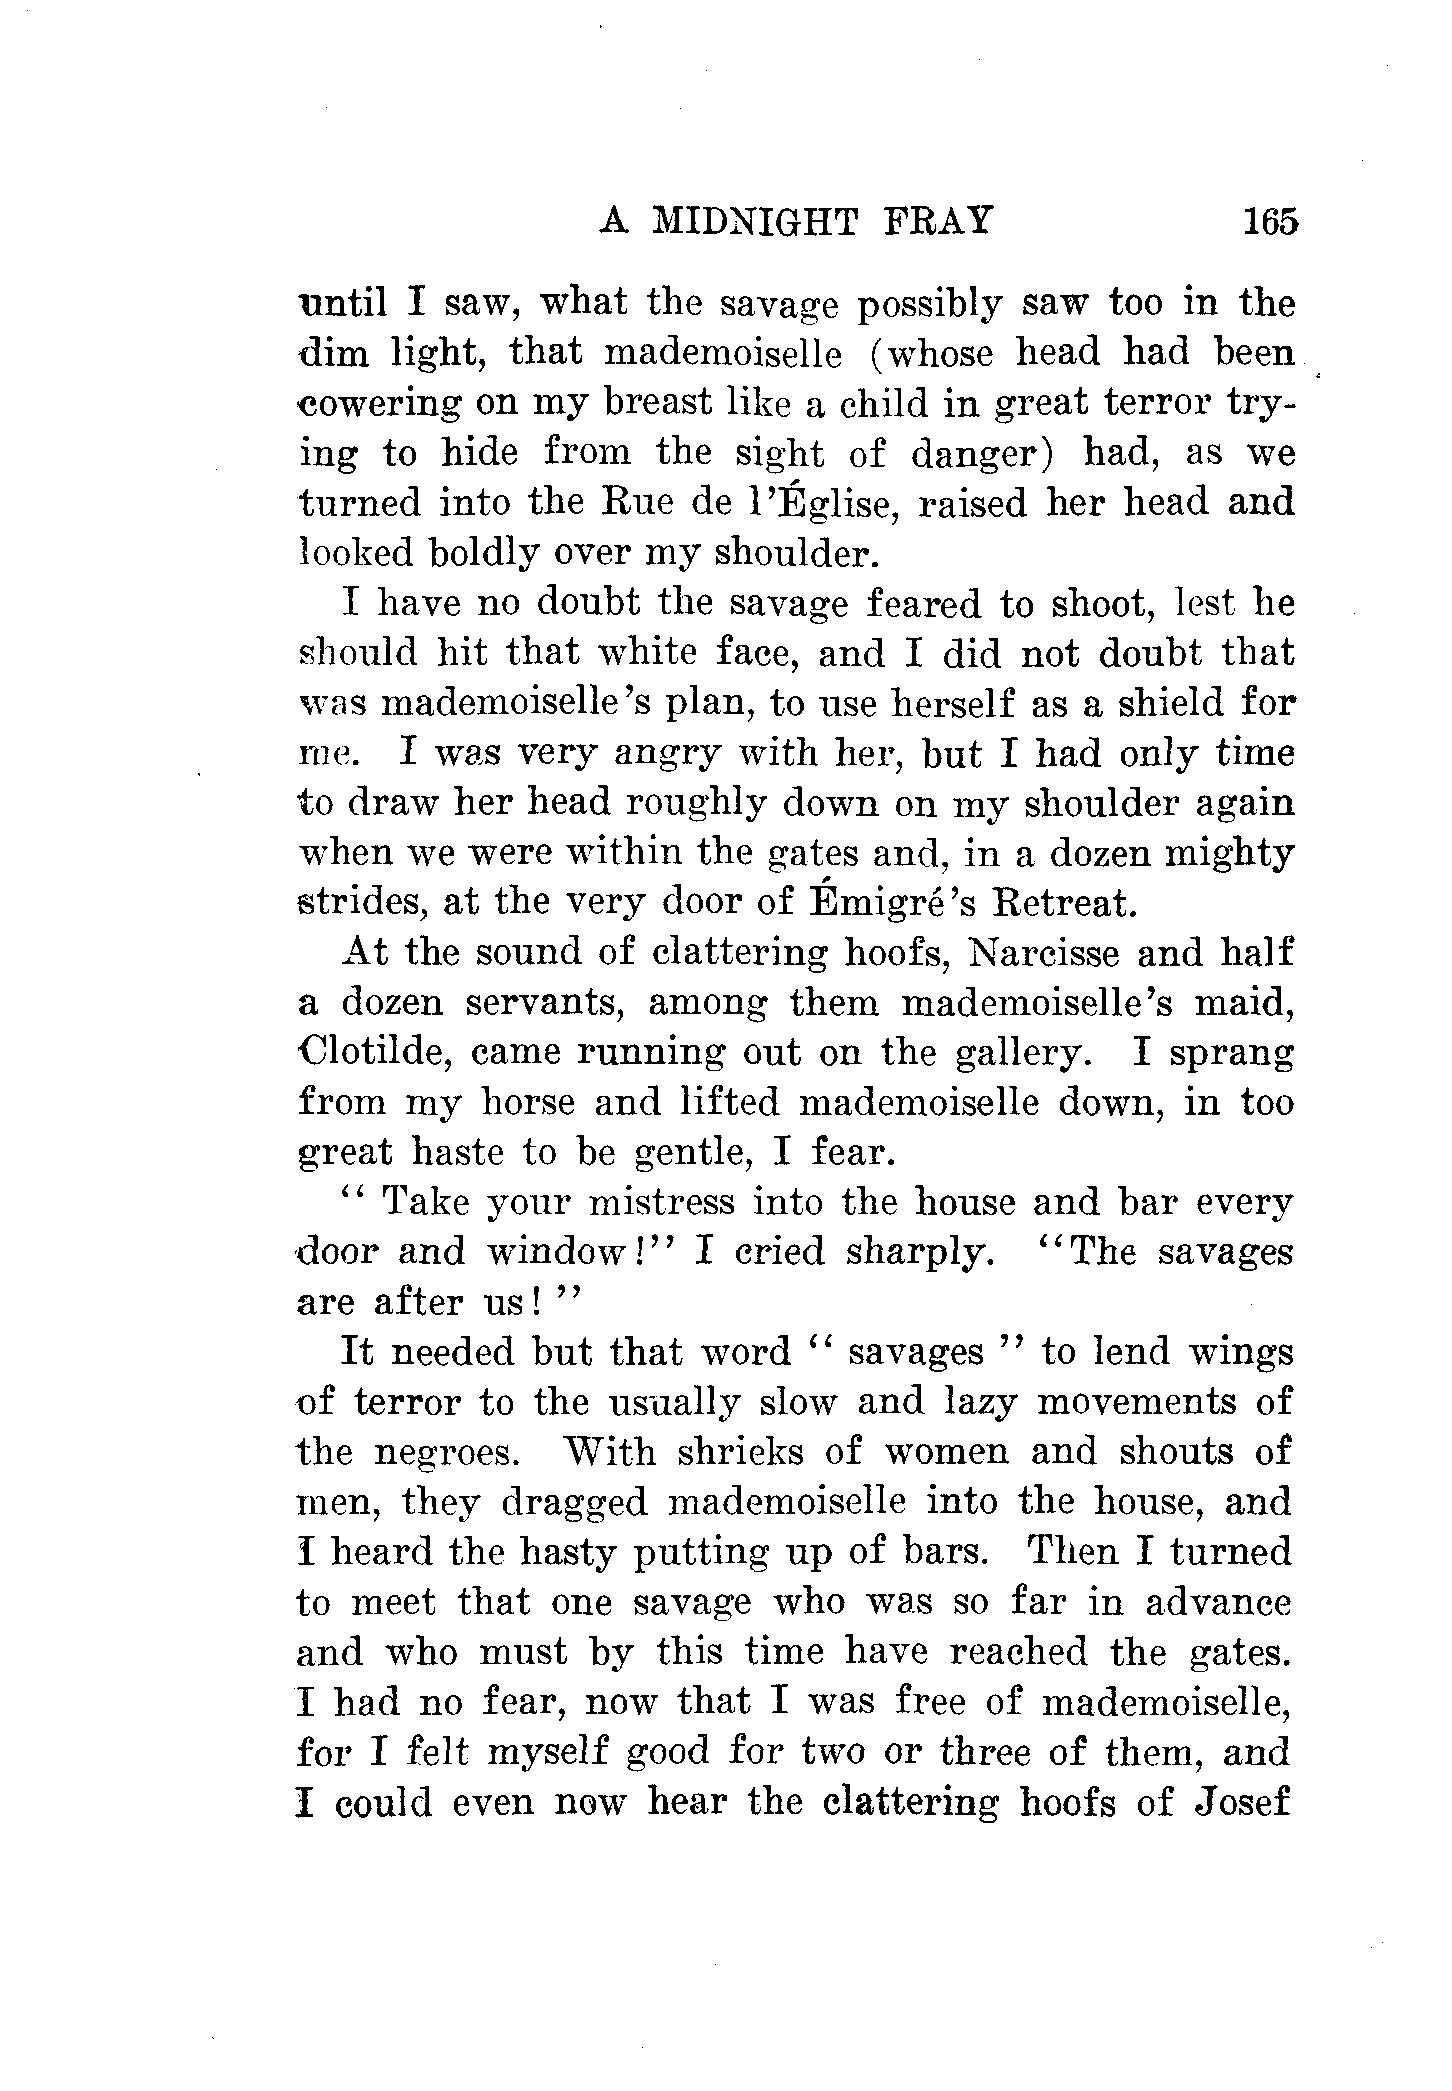 A MIDNIGHT FRAY 165
until I saw, what the savage possibly saw too in the
dim light, that mademoiselle (whose head had been
cowering on my breast like a child in great terror try-
ing to hide from the sight of danger) had, as we
turned into the Rue de l'Église, raised her head and
looked boldly over my shoulder.
I have no doubt the savage feared to shoot, lest he
should hit that white face, and I did not doubt that
was mademoiselle's plan, to use herself as a shield for
me. I was very angry with her, but I had only time
to draw her head roughly down on my shoulder again
when we were within the gates and, in a dozen mighty
strides, at the very door of Émigré's Retreat.
At the sound of clattering hoofs, Narcisse and half
a dozen servants, among them mademoiselle's maid,
Clotilde, came running out on the gallery. I sprang
from my horse and lifted mademoiselle down, in too
great haste to be gentle, I fear.
“ Take your mistress into the house and bar every
door and window!” I cried sharply. “The savages
are after us! ”
It needed but that word “ savages ” to lend wings
of terror to the usually slow and lazy movements of
the negroes. With shrieks of women and shouts of
men, they dragged mademoiselle into the house, and
I heard the hasty putting up of bars. Then I turned
to meet that one savage who was so far in advance
and who must by this time have reached the gates.
I had no fear, now that I was free of mademoiselle,
for I felt myself good for two or three of them, and
I could even now hear the clattering hoofs of Josef